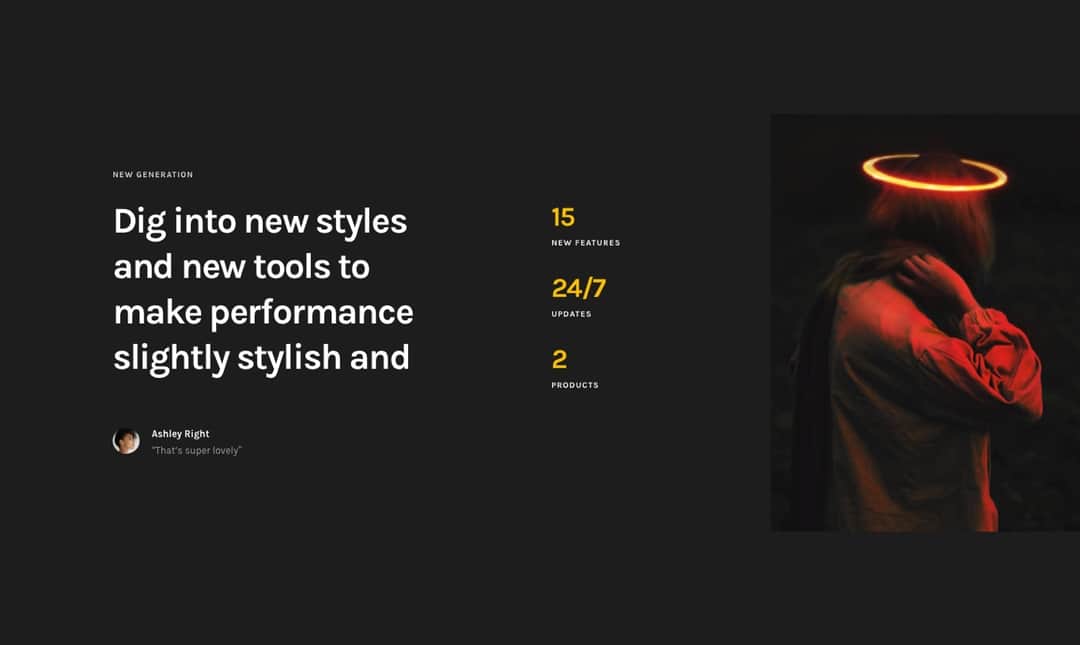 NEW GENERATION
Dig into new styles
and new tools to
make performance
slightly stylish and
Ashley Right
"That's super lovely"
15
NEW FEATURES
24/7
UPDATES
2
PRODUCTS